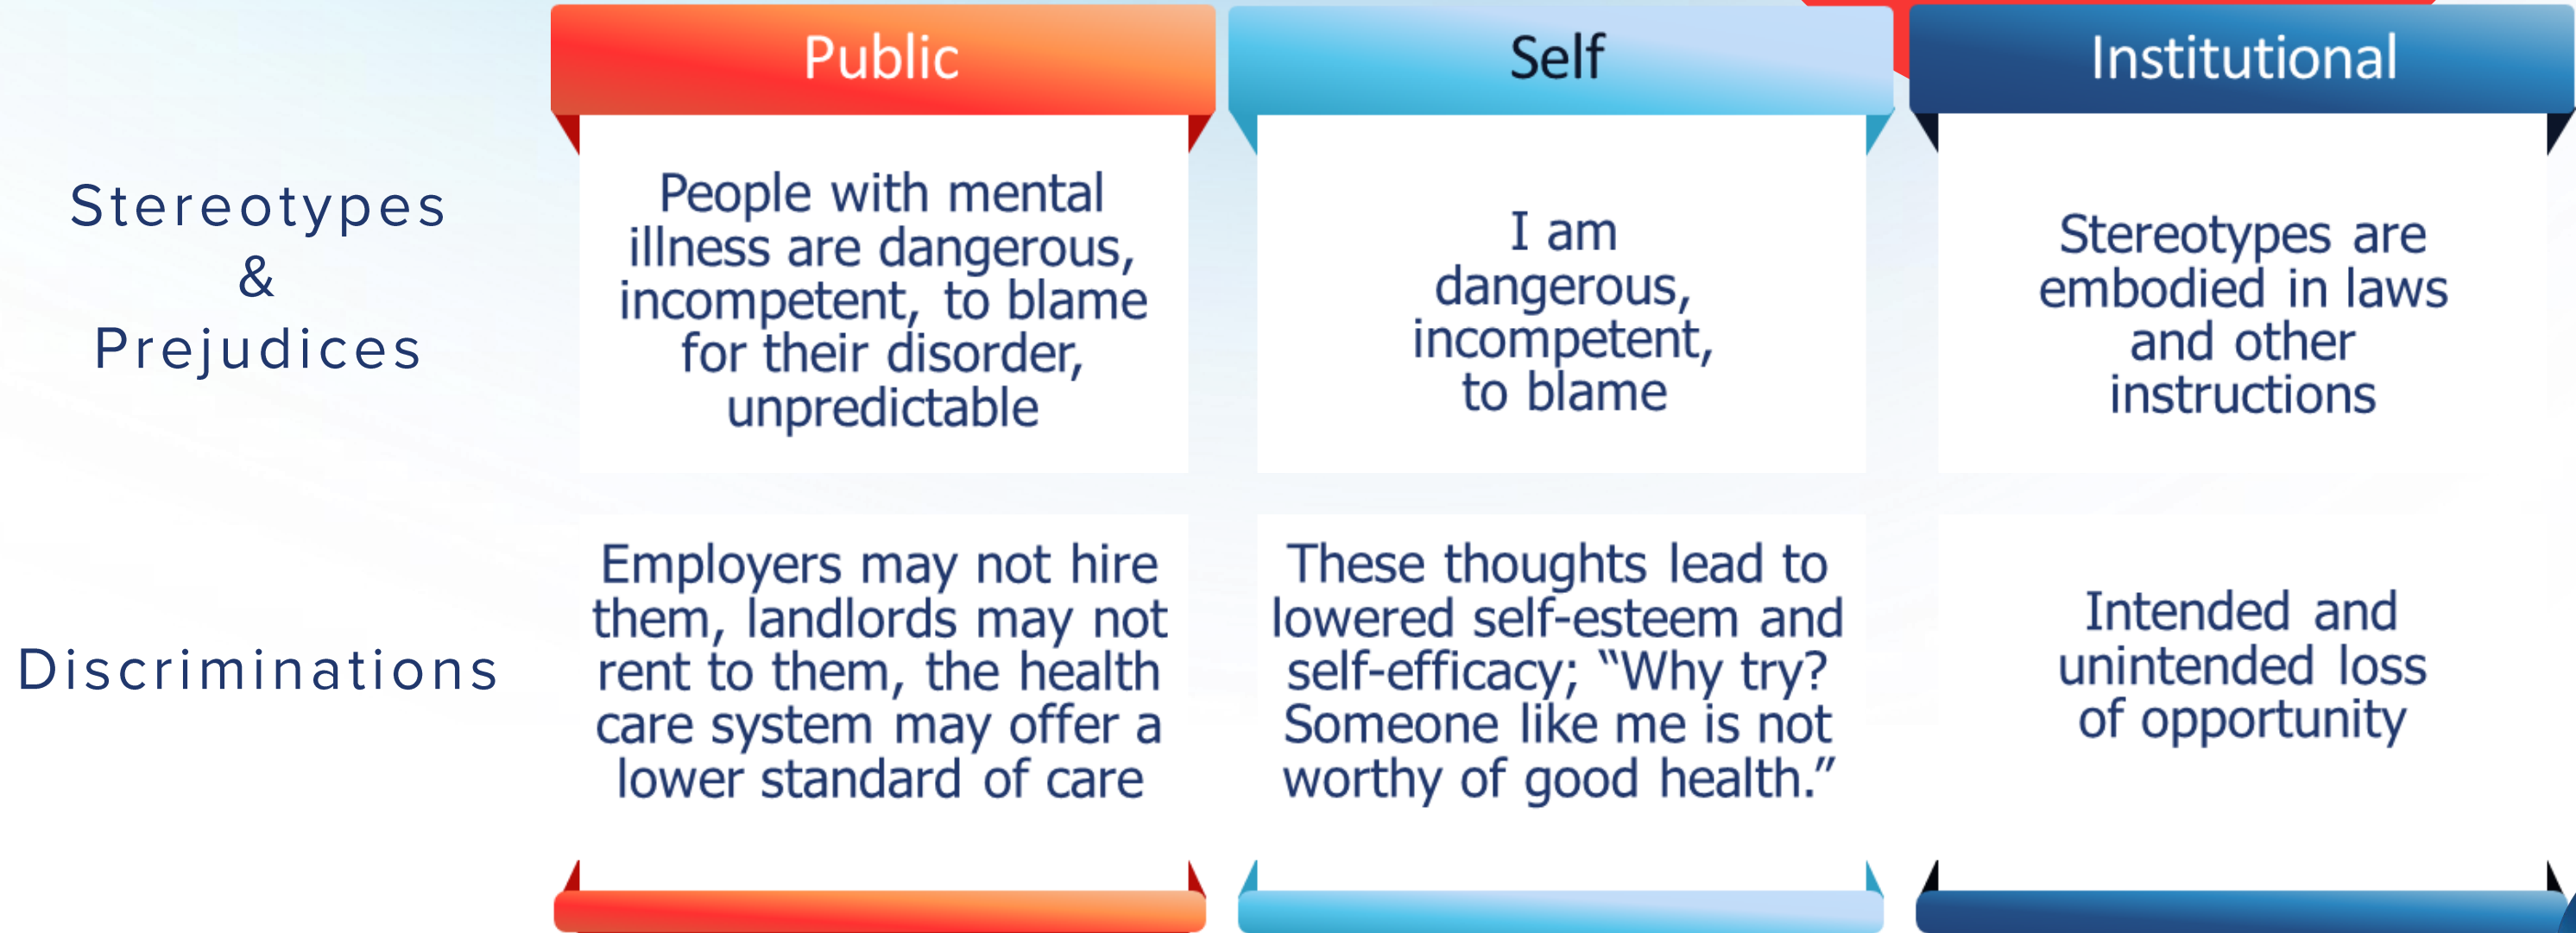 Public
Self
Institutional
Stereotypes
&
Prejudices
People with mental
illness are dangerous,
incompetent, to blame
for their disorder,
unpredictable
I am
dangerous,
incompetent,
to blame
Stereotypes are
embodied in laws
and other
instructions
Discriminations
Employers may not hire
them, landlords may not
rent to them, the health
care system may offer a
lower standard of care
These thoughts lead to
lowered self-esteem and
self-efficacy; “Why try?
Someone like me is not
worthy of good health.”
Intended and
unintended loss
of opportunity